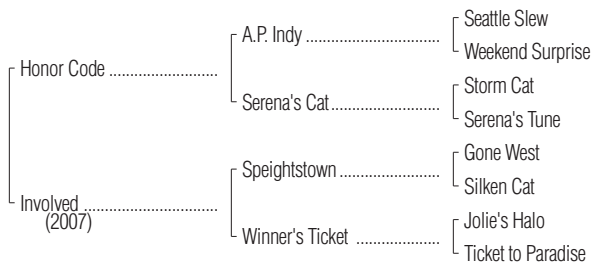 Seattle Slew
A.P. Indy ..................................
Weekend Surprise
Honor Code ...........................
Storm Cat
Serena's Cat...........................
Serena's Tune
Gone West
Speightstown .........................
Silken Cat
Involved .................................
(2007)
Jolie's Halo
Winner's Ticket .....................
Ticket to Paradise